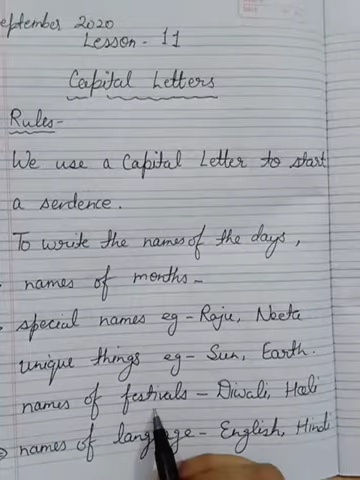 eptember 2020
Lesson - 11
Capital Letters
Rules-
We use a Capital Letter to start
a sentence.
To write the names of the days,
names of months-
special names eg - Raju, Neeta
unique things eg - Sun, Earth.
names of festivals - Diwali, Holi
names of language - English, Hindi